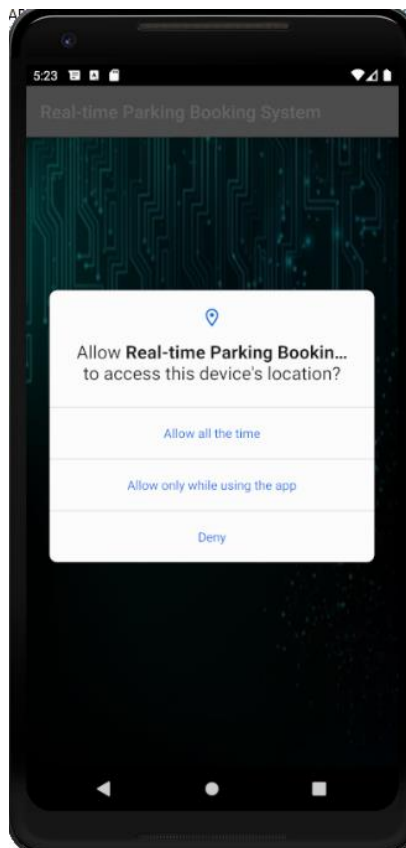 5:23
Real-time Parking Booking System
Allow Real-time Parking Bookin...
to access this device's location?
Allow all the time
Allow only while using the app
Deny